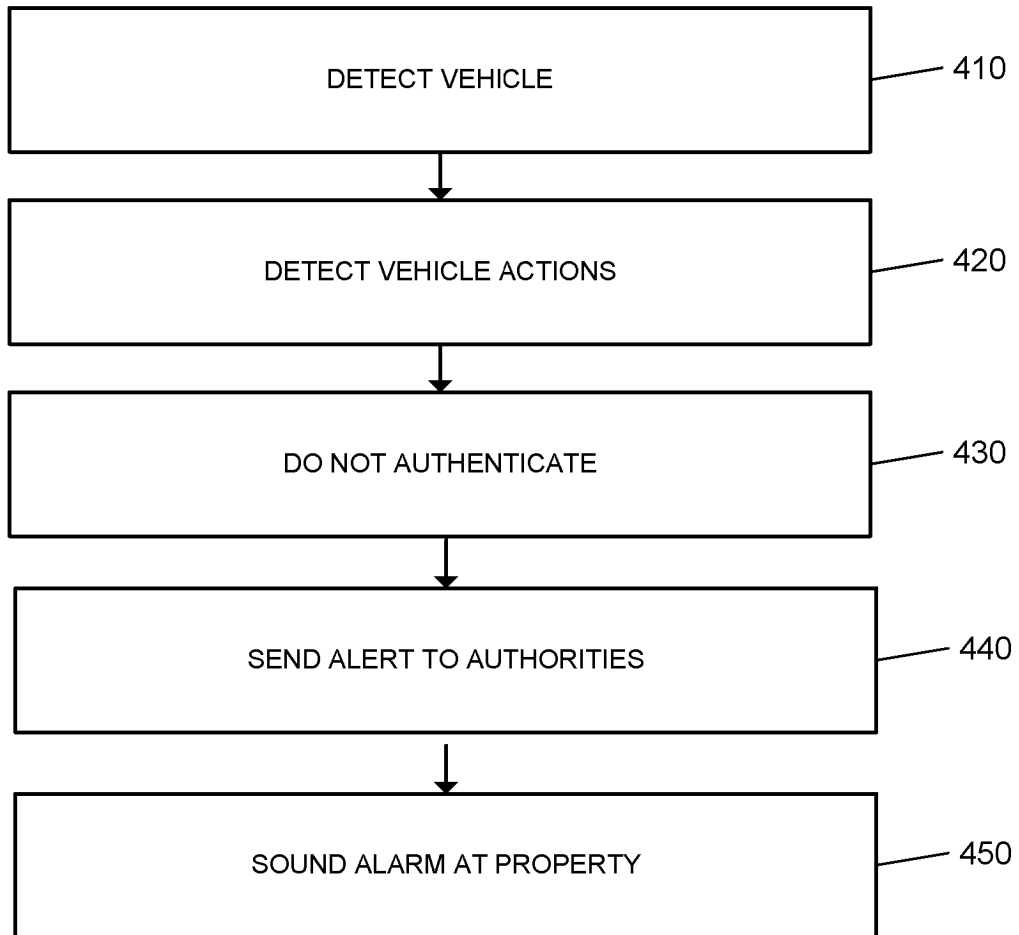 DETECT VEHICLE
410
DETECT VEHICLE ACTIONS
420
DO NOT AUTHENTICATE
430
SEND ALERT TO AUTHORITIES
440
SOUND ALARM AT PROPERTY
450